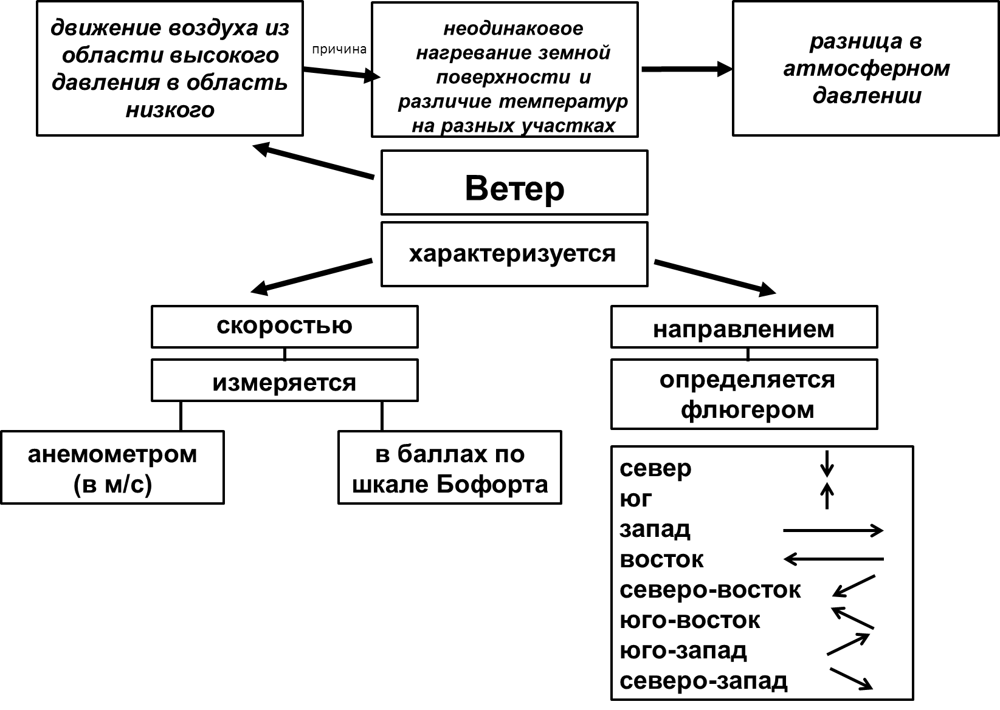 движение воздуха из
области высокого
давления в область
низкого
причина
неодинаковое
нагревание земной
поверхности и
различие температур
на разных участках
разница в
атмосферном
давлении
Ветер
характеризуется
скоростью
измеряется
анемометром
(в м/с)
в баллах по
шкале Бофорта
направлением
определяется
флюгером
север
юг
запад
восток
северо-восток
юго-восток
юго-запад
северо-запад